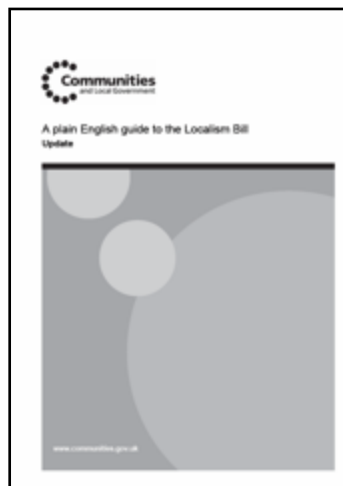 Communities
and Local Government
A plain English guide to the Localism Bill
Update
www.communities.gov.uk